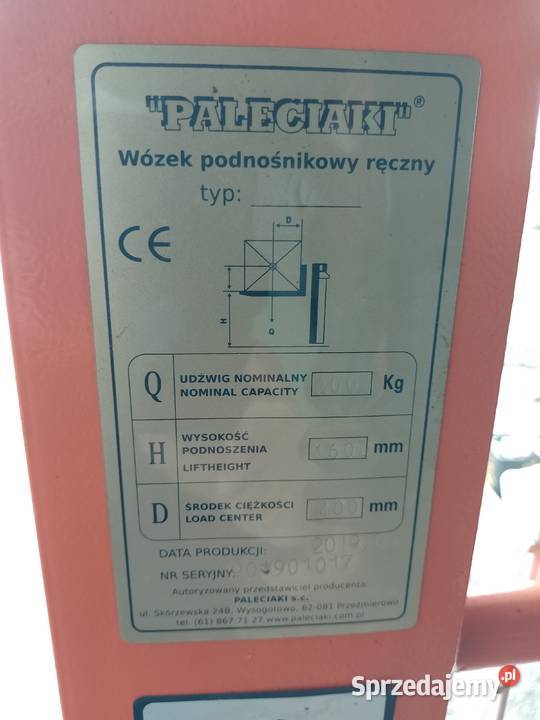 "PALECIAKI"®
Wózek podnośnikowy ręczny
typ:
CE
D
H
Q
Q UDŹWIG NOMINALNY
NOMINAL CAPACITY Kg
H WYSOKOŚĆ
PODNOSZENIA
LIFTHEIGHT mm
D ŚRODEK CIĘŻKOŚCI
LOAD CENTER mm
DATA PRODUKCJI: 2019
NR SERYJNY:
Autoryzowany przedstawiciel producenta:
PALECIAKI s.c.
ul. Skórzewska 24B, Wysogotowo, 62-081 Przeźmierowo
tel. (61) 867 71 27 www.paleciaki.com.pl
Sprzedajemy.pl